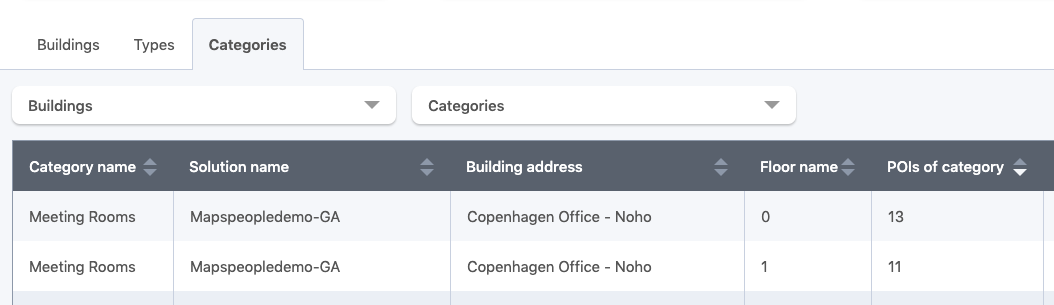 Buildings Types Categories
Buildings Categories
Category name Solution name Building address Floor name POIs of category
Meeting Rooms Mapspeopledemo-GA Copenhagen Office - Noho 0 13
Meeting Rooms Mapspeopledemo-GA Copenhagen Office - Noho 1 11